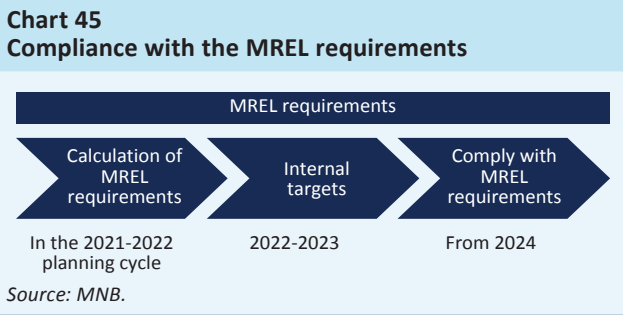 Chart 45
Compliance with the MREL requirements
MREL requirements
Calculation of
MREL
requirements
Internal
targets
Comply with
MREL
requirements
In the 2021-2022
planning cycle
2022-2023
From 2024
Source: MNB.